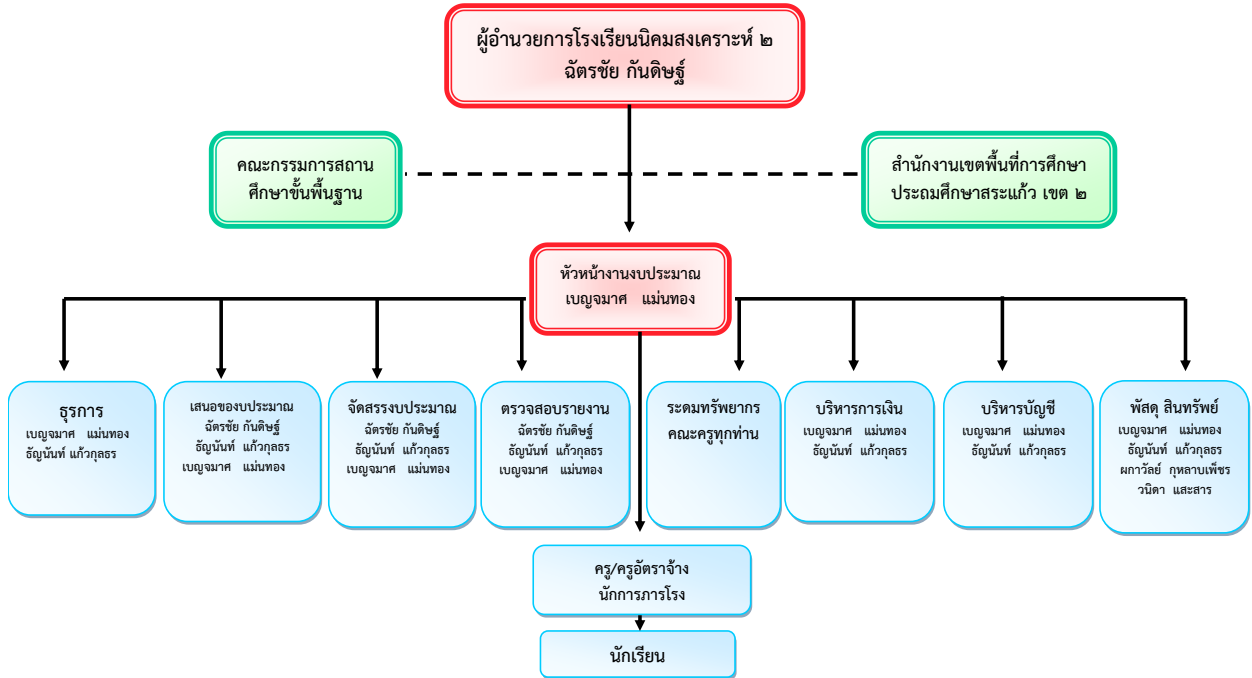 ผู้อำนวยการโรงเรียนนิคมสงเคราะห์ ๒
ฉัตรชัย กันดิษฐ์
คณะกรรมการสถาน
ศึกษาขั้นพื้นฐาน
สำนักงานเขตพื้นที่การศึกษา
ประถมศึกษาสระแก้ว เขต ๒
หัวหน้างานงบประมาณ
เบญจมาศ แม่นทอง
ธุรการ
เบญจมาศ แม่นทอง
ธัญนันท์ แก้วกุลธร
เสนอของบประมาณ
ฉัตรชัย กันดิษฐ์
ธัญนันท์ แก้วกุลธร
เบญจมาศ แม่นทอง
จัดสรรงบประมาณ
ฉัตรชัย กันดิษฐ์
ธัญนันท์ แก้วกุลธร
เบญจมาศ แม่นทอง
ตรวจสอบรายงาน
ฉัตรชัย กันดิษฐ์
ธัญนันท์ แก้วกุลธร
เบญจมาศ แม่นทอง
ระดมทรัพยากร
คณะครูทุกท่าน
บริหารการเงิน
เบญจมาศ แม่นทอง
ธัญนันท์ แก้วกุลธร
บริหารบัญชี
เบญจมาศ แม่นทอง
ธัญนันท์ แก้วกุลธร
พัสดุ สินทรัพย์
เบญจมาศ แม่นทอง
ธัญนันท์ แก้วกุลธร
ผกาวัลย์ กุหลาบเพ็ชร
วนิดา แสะสาร
ครู/ครูอัตราจ้าง
นักการภารโรง
นักเรียน